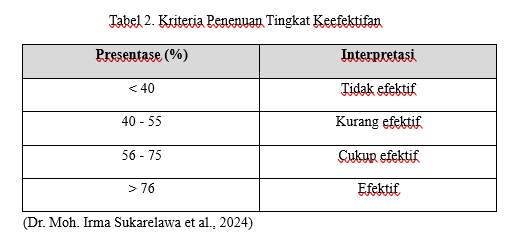 Tabel 2. Kriteria Penenuan Tingkat Keefektifan
Presentase (%) Interpretasi
< 40 Tidak efektif
40 - 55 Kurang efektif
56 - 75 Cukup efektif
> 76 Efektif
(Dr. Moh. Irma Sukarelawa et al., 2024)